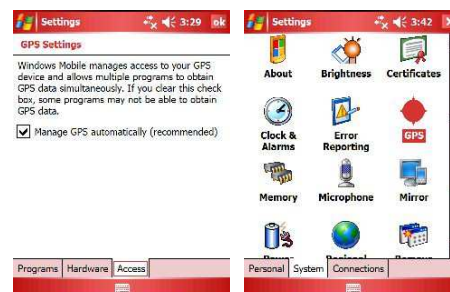 Settings 3:29 ok
GPS Settings
Windows Mobile manages access to your GPS
device and allows multiple programs to obtain
GPS data simultaneously. If you clear this check
box, some programs may not be able to obtain
GPS data.
Manage GPS automatically (recommended)
Programs Hardware Access
Settings 3:42 X
About Brightness Certificates
Clock & Alarms Error Reporting GPS
Memory Microphone Mirror
Power Regional Remove
Personal System Connections